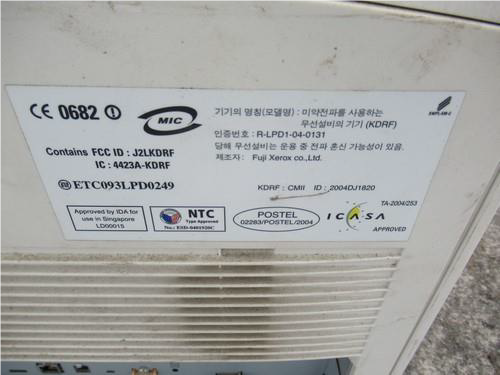 CE 0682
MIC
기기의 명칭(모델명) : 미약전파를 사용하는
무선설비의 기기 (KDRF)
인증번호 : R-LPD1-04-0131
당해 무선설비는 운용 중 전파 혼신 가능성이 있음.
제조자 : Fuji Xerox co.,Ltd.
Contains FCC ID : J2LKDRF
IC : 4423A-KDRF
ETC093LPD0249
KDRF : CMII ID : 2004DJ1820
Approved by IDA for
use in Singapore
LD00015
NTC
Type Approved
No.: ESD-0401920C
POSTEL
02283/POSTEL/2004
TA-2004/253
ICASA
APPROVED